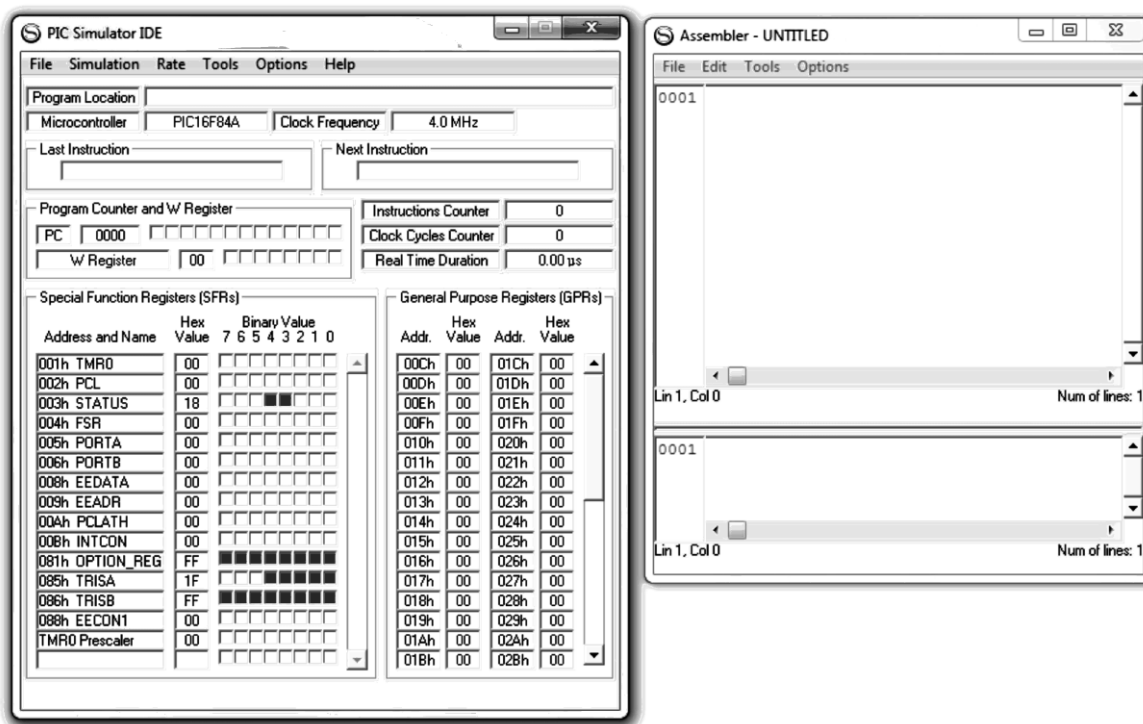 PIC Simulator IDE
File Simulation Rate Tools Options Help
Program Location
Microcontroller PIC16F84A Clock Frequency 4.0 MHz
Last Instruction Next Instruction
Program Counter and W Register
PC 0000
W Register 00
Instructions Counter 0
Clock Cycles Counter 0
Real Time Duration 0.00 µs
Special Function Registers (SFRs)
Hex Binary Value
Address and Name Value 7 6 5 4 3 2 1 0
001h TMR0 00
002h PCL 00
003h STATUS 18
004h FSR 00
005h PORTA 00
006h PORTB 00
008h EEDATA 00
009h EEADR 00
00Ah PCLATH 00
00Bh INTCON 00
081h OPTION_REG FF
085h TRISA 1F
086h TRISB FF
088h EECON1 00
TMR0 Prescaler 00
General Purpose Registers (GPRs)
Hex Hex
Addr. Value Addr. Value
00Ch 00 01Ch 00
00Dh 00 01Dh 00
00Eh 00 01Eh 00
00Fh 00 01Fh 00
010h 00 020h 00
011h 00 021h 00
012h 00 022h 00
013h 00 023h 00
014h 00 024h 00
015h 00 025h 00
016h 00 026h 00
017h 00 027h 00
018h 00 028h 00
019h 00 029h 00
01Ah 00 02Ah 00
01Bh 00 02Bh 00
Assembler - UNTITLED
File Edit Tools Options
0001
Lin 1, Col 0 Num of lines: 1
0001
Lin 1, Col 0 Num of lines: 1